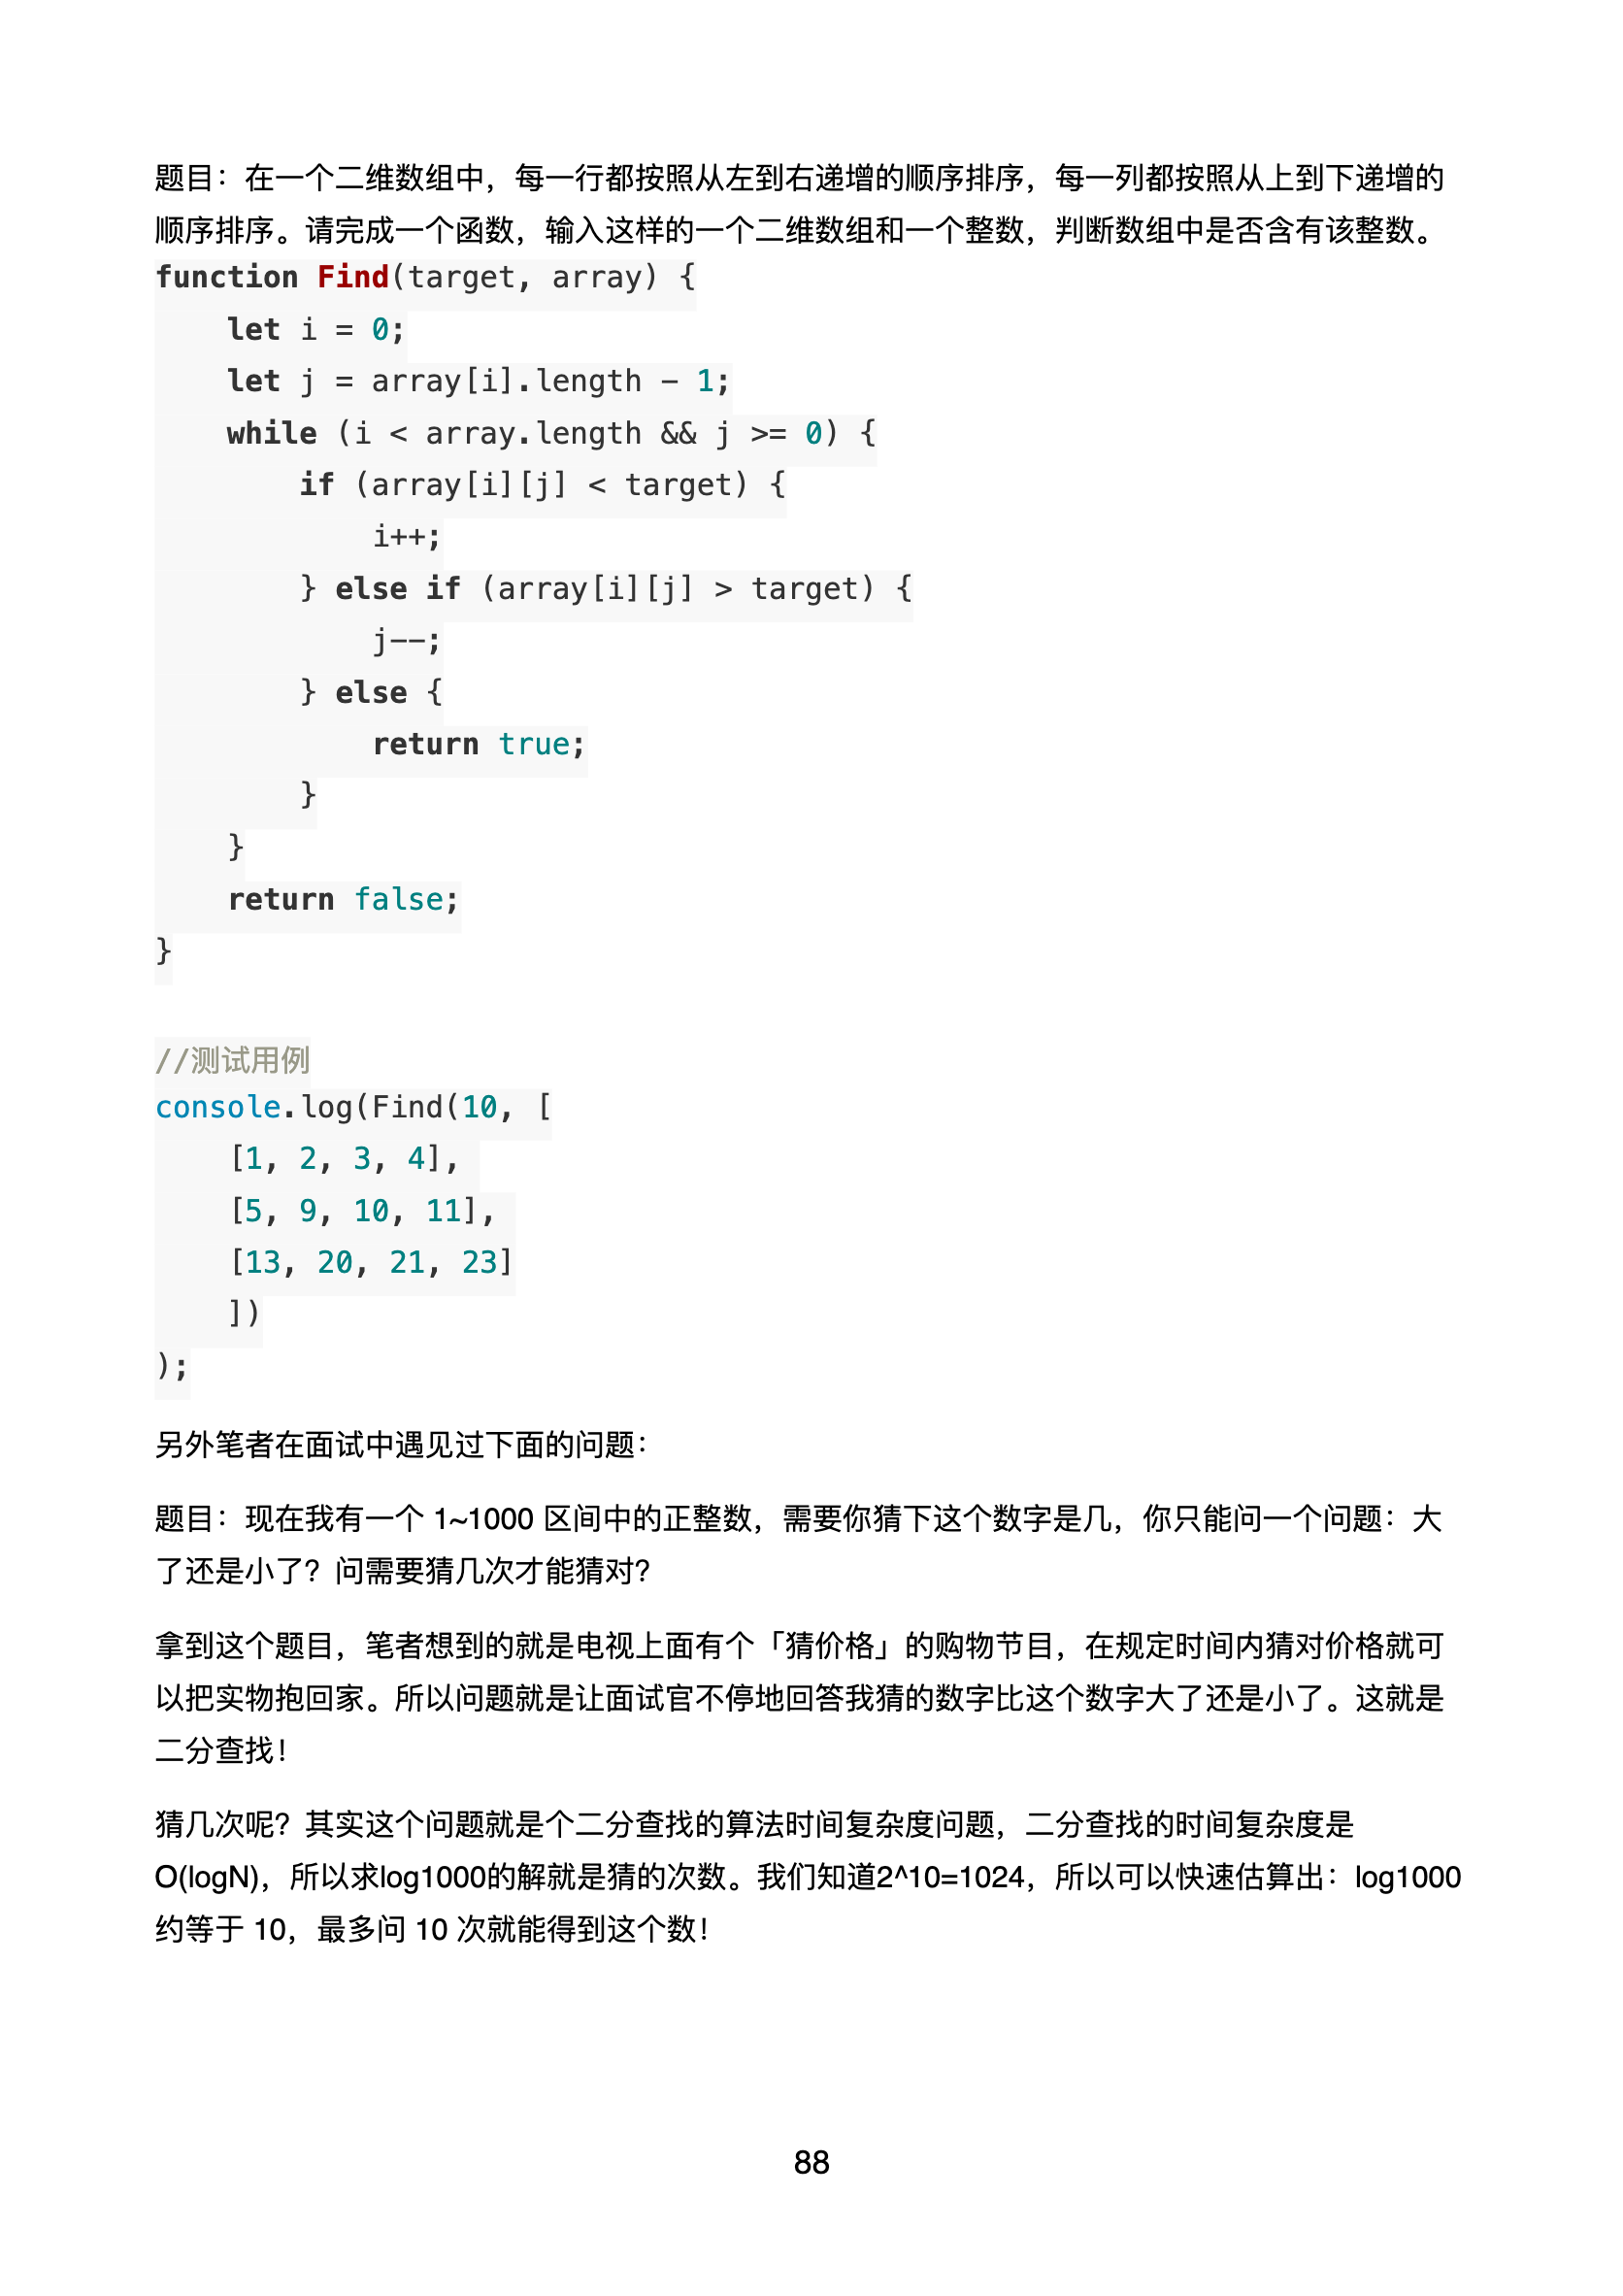 题目：在一个二维数组中，每一行都按照从左到右递增的顺序排序，每一列都按照从上到下递增的
顺序排序。请完成一个函数，输入这样的一个二维数组和一个整数，判断数组中是否含有该整数。
function Find(target, array) {
    let i = 0;
    let j = array[i].length - 1;
    while (i < array.length && j >= 0) {
        if (array[i][j] < target) {
            i++;
        } else if (array[i][j] > target) {
            j--;
        } else {
            return true;
        }
    }
    return false;
}
//测试用例
console.log(Find(10, [
    [1, 2, 3, 4],
    [5, 9, 10, 11],
    [13, 20, 21, 23]
    ])
);
另外笔者在面试中遇见过下面的问题：
题目：现在我有一个 1~1000 区间中的正整数，需要你猜下这个数字是几，你只能问一个问题：大
了还是小了？问需要猜几次才能猜对？
拿到这个题目，笔者想到的就是电视上面有个「猜价格」的购物节目，在规定时间内猜对价格就可
以把实物抱回家。所以问题就是让面试官不停地回答我猜的数字比这个数字大了还是小了。这就是
二分查找！
猜几次呢？其实这个问题就是个二分查找的算法时间复杂度问题，二分查找的时间复杂度是
O(logN)，所以求log1000的解就是猜的次数。我们知道2^10=1024，所以可以快速估算出：log1000
约等于 10，最多问 10 次就能得到这个数！
88